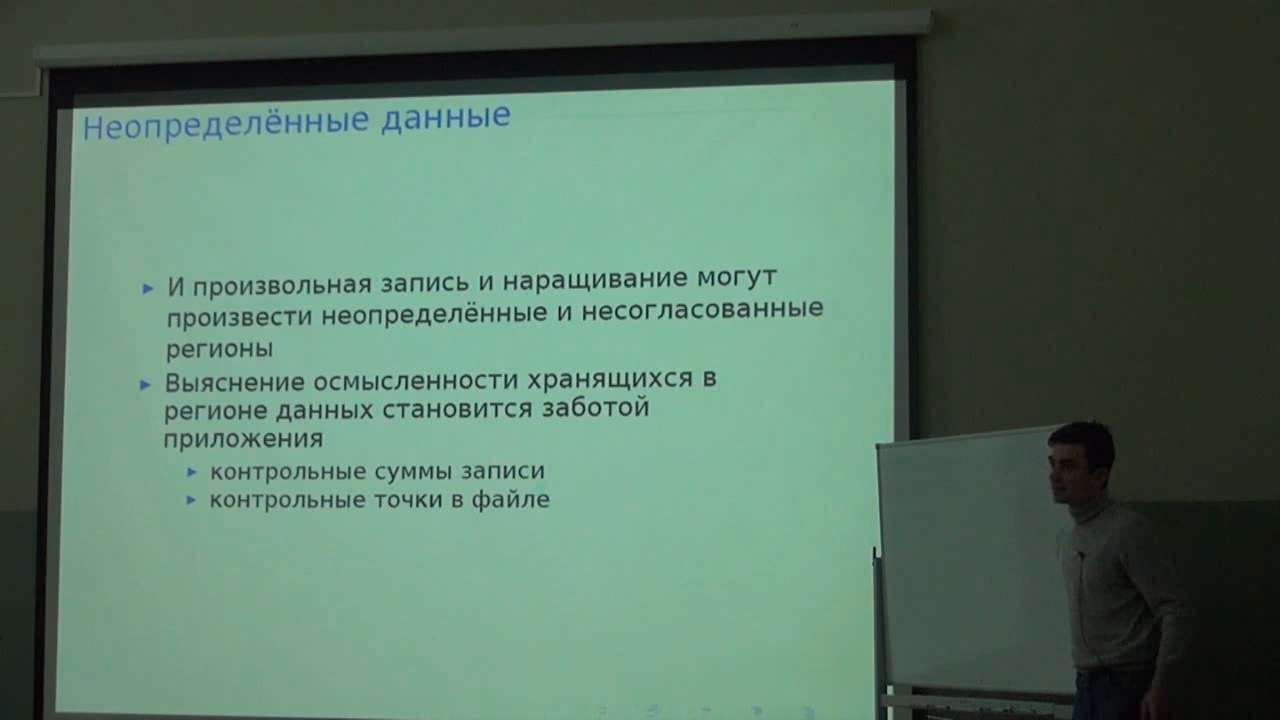 Неопределённые данные
И произвольная запись и наращивание могут
произвести неопределённые и несогласованные
регионы
Выяснение осмысленности хранящихся в
регионе данных становится заботой
приложения
контрольные суммы записи
контрольные точки в файле